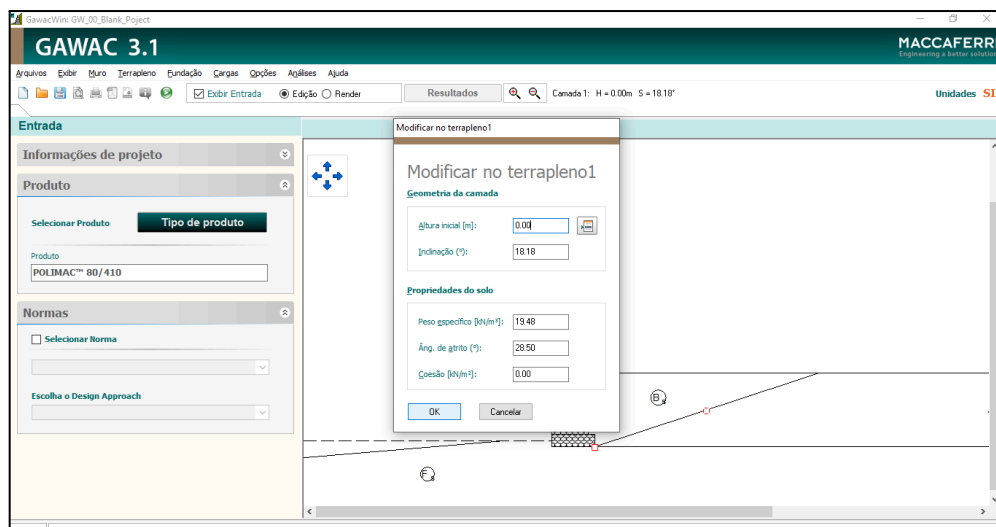 GawacWin: GW_00_Blank_Poject
GAWAC 3.1
MACCAFERRI
Engineering a better solution
Arquivos Exibir Muro Terrapleno Fundação Cargas Opções Análises Ajuda
Exibir Entrada Edição Render Resultados Camada 1: H = 0.00m S = 18.18° Unidades SI
Entrada
Informações de projeto
Produto
Selecionar Produto Tipo de produto
Produto
POLIMAC™ 80/410
Normas
Selecionar Norma
Escolha o Design Approach
Modificar no terrapleno1
Modificar no terrapleno1
Geometria da camada
Altura inicial [m]: 0.00
Inclinação (°): 18.18
Propriedades do solo
Peso específico [kN/m³]: 19.48
Âng. de atrito (°): 28.50
Coesão [kN/m²]: 0.00
OK Cancelar
B s
F s